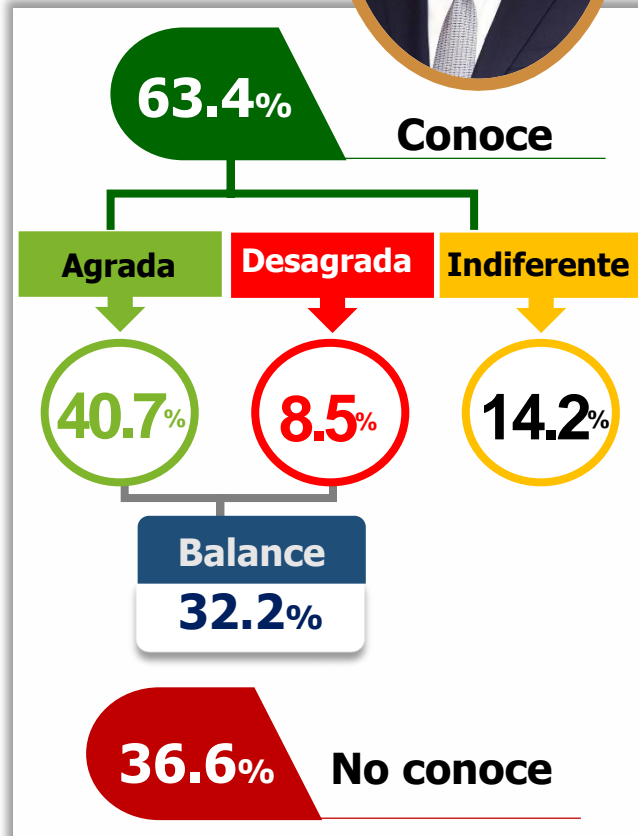 63.4%
Conoce
Agrada Desagrada Indiferente
40.7% 8.5% 14.2%
Balance
32.2%
36.6% No conoce